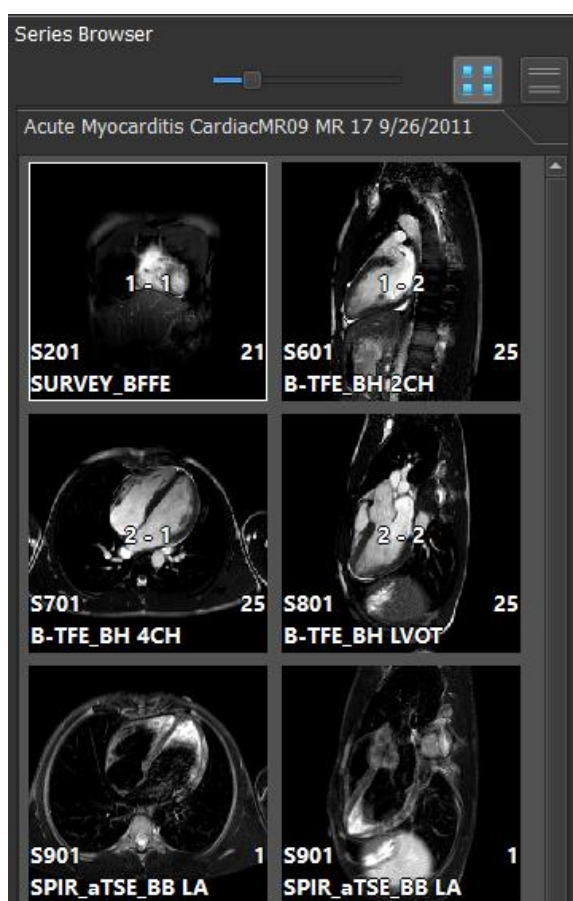 Series Browser
Acute Myocarditis CardiacMR09 MR 17 9/26/2011
1 - 1
S201 21
SURVEY_BFFE
1 - 2
S601 25
B-TFE_BH 2CH
2 - 1
S701 25
B-TFE_BH 4CH
2 - 2
S801 25
B-TFE_BH LVOT
S901 1
SPIR_aTSE_BB LA
S901 1
SPIR_aTSE_BB LA